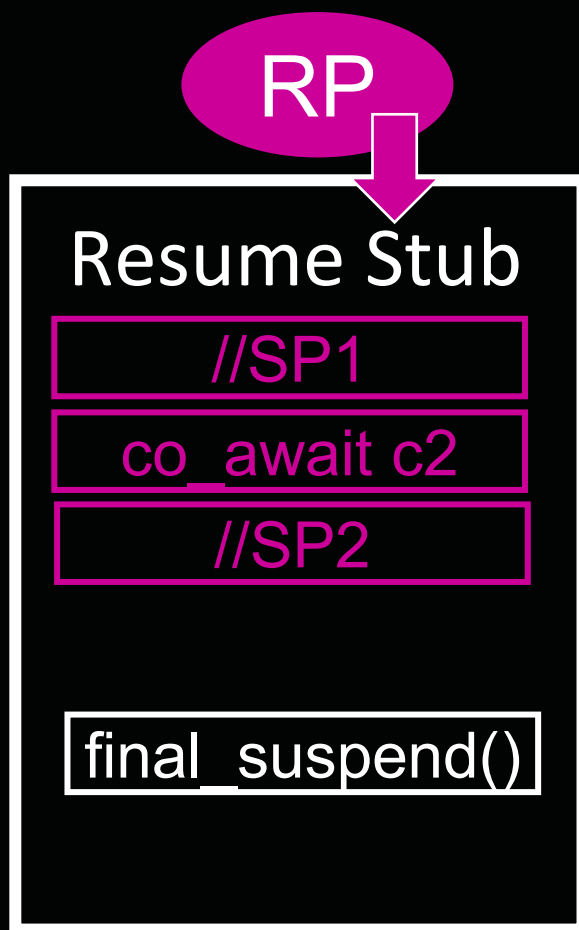 RP
Resume Stub
//SP1
co_await c2
//SP2
final_suspend()